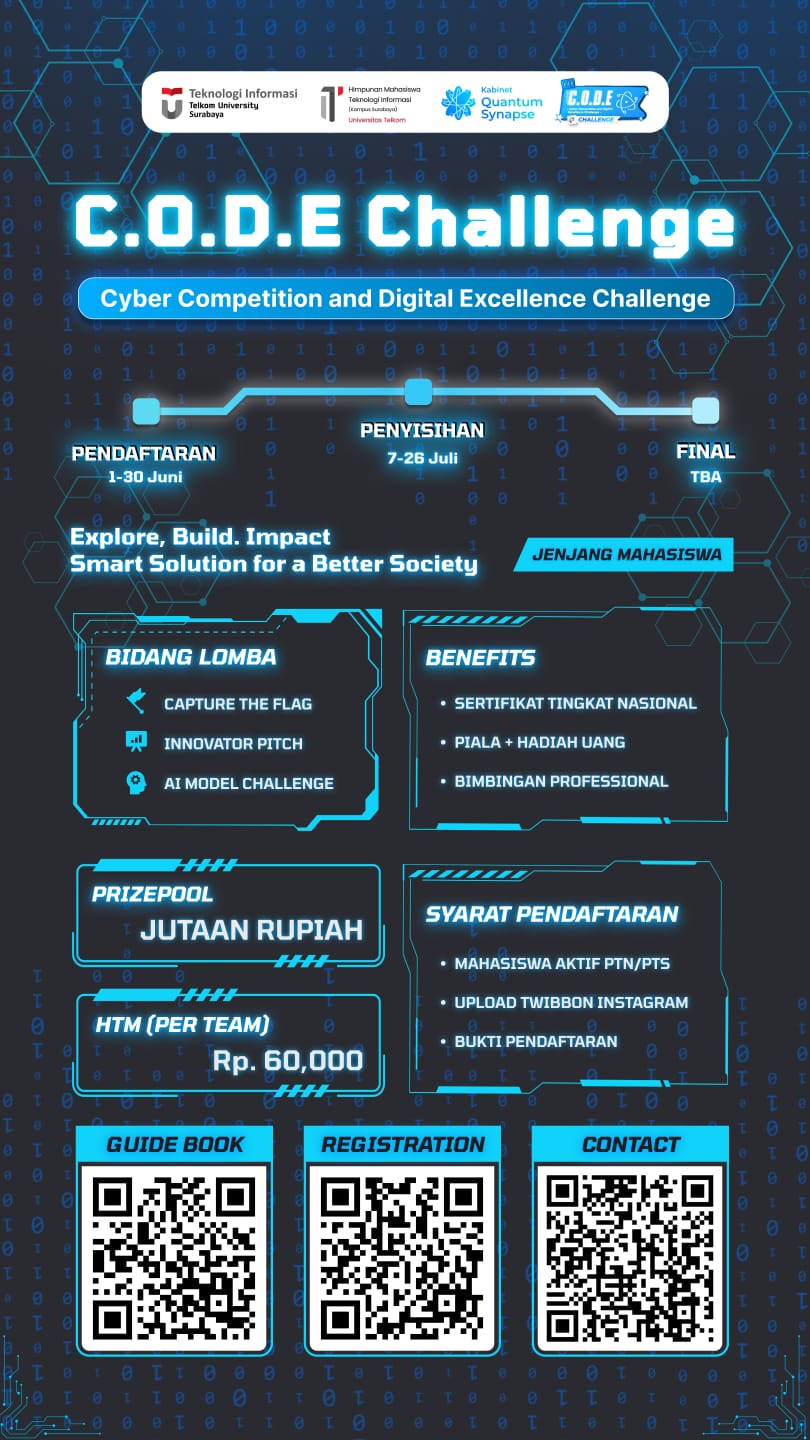 Teknologi Informasi
Telkom University
Surabaya
Himpunan Mahasiswa
Teknologi Informasi
(Kampus Surabaya)
Universitas Telkom
Kabinet
Quantum
Synapse
C.O.D.E
CHALLENGE
C.O.D.E Challenge
Cyber Competition and Digital Excellence Challenge
PENDAFTARAN
1-30 Juni
PENYISIHAN
7-26 Juli
FINAL
TBA
Explore, Build. Impact
Smart Solution for a Better Society
JENJANG MAHASISWA
BIDANG LOMBA
CAPTURE THE FLAG
INNOVATOR PITCH
AI MODEL CHALLENGE
BENEFITS
• SERTIFIKAT TINGKAT NASIONAL
• PIALA + HADIAH UANG
• BIMBINGAN PROFESSIONAL
PRIZEPOOL
JUTAAN RUPIAH
HTM (PER TEAM)
Rp. 60,000
SYARAT PENDAFTARAN
• MAHASISWA AKTIF PTN/PTS
• UPLOAD TWIBBON INSTAGRAM
• BUKTI PENDAFTARAN
GUIDE BOOK
REGISTRATION
CONTACT